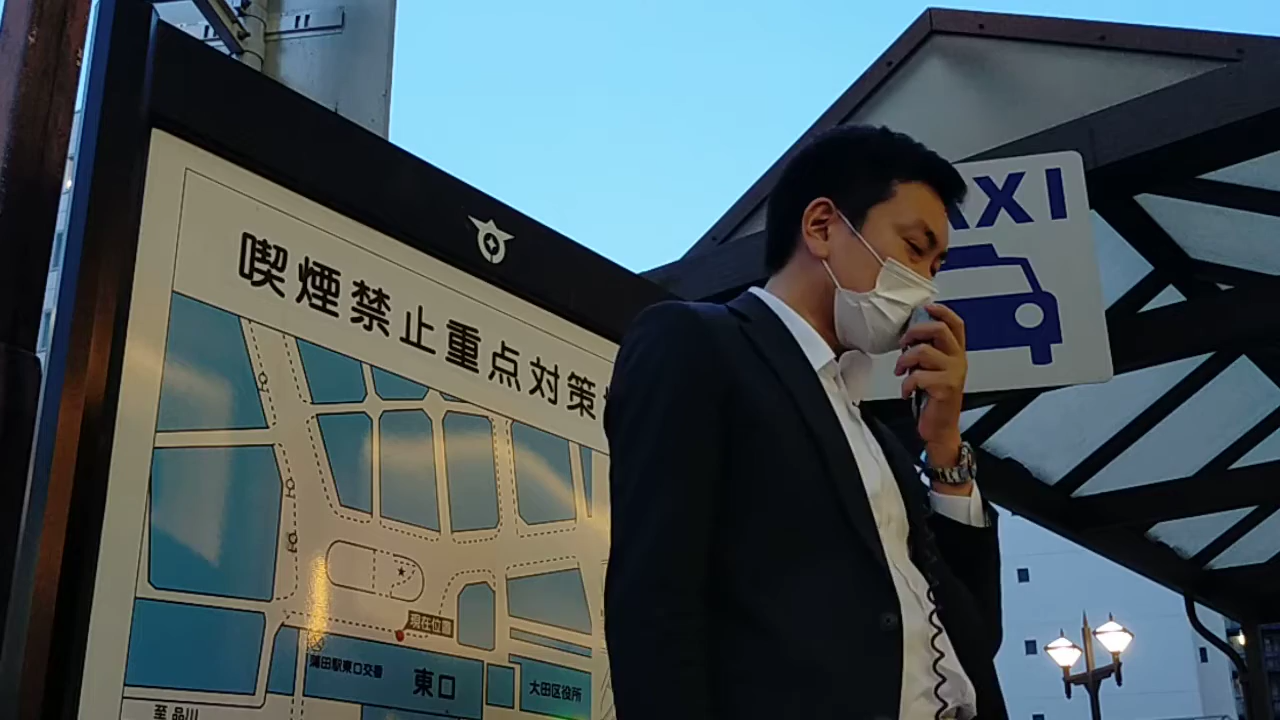 喫煙禁止重点対策
AXI
現在位置
蒲田駅東口交番
東口
大田区役所
至 品川